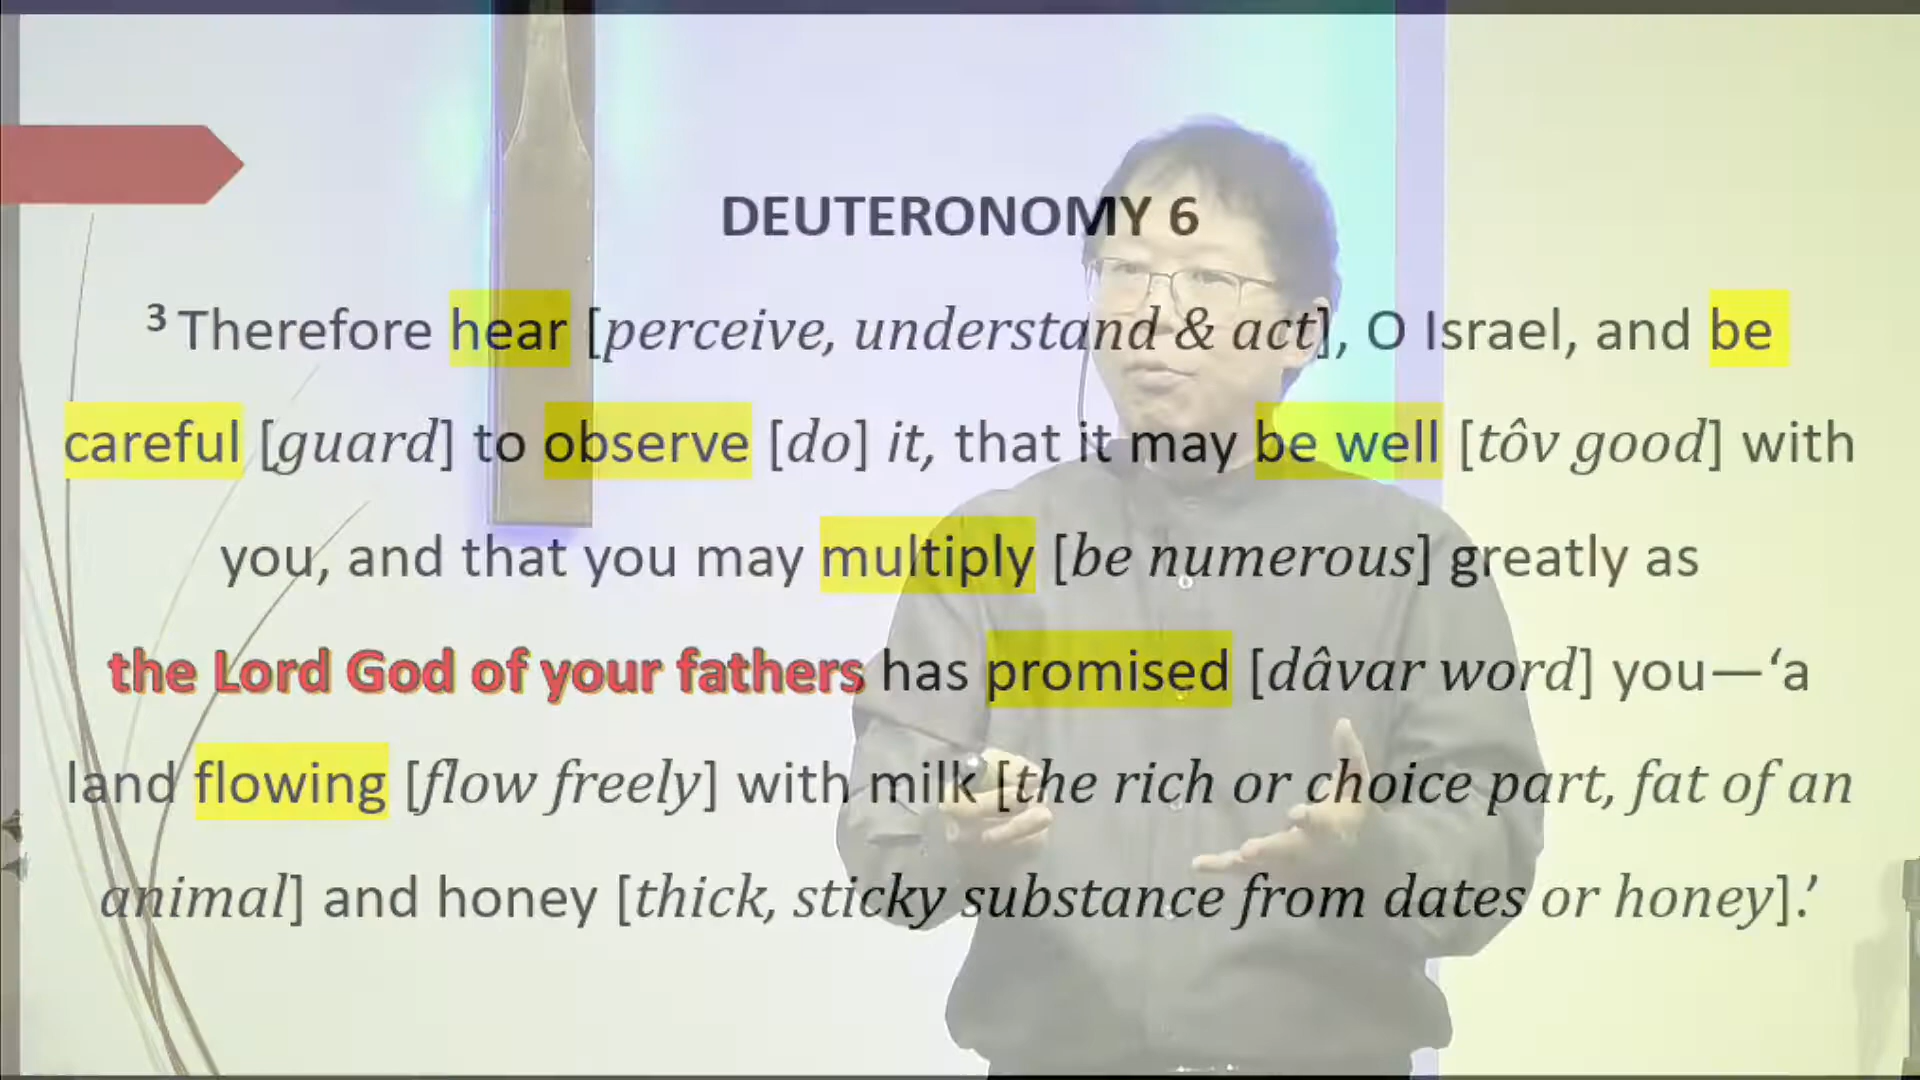 DEUTERONOMY 6
3 Therefore hear [perceive, understand & act], O Israel, and be
careful [guard] to observe [do] it, that it may be well [tôv good] with
you, and that you may multiply [be numerous] greatly as
the Lord God of your fathers has promised [dâvar word] you—‘a
land flowing [flow freely] with milk [the rich or choice part, fat of an
animal] and honey [thick, sticky substance from dates or honey].’